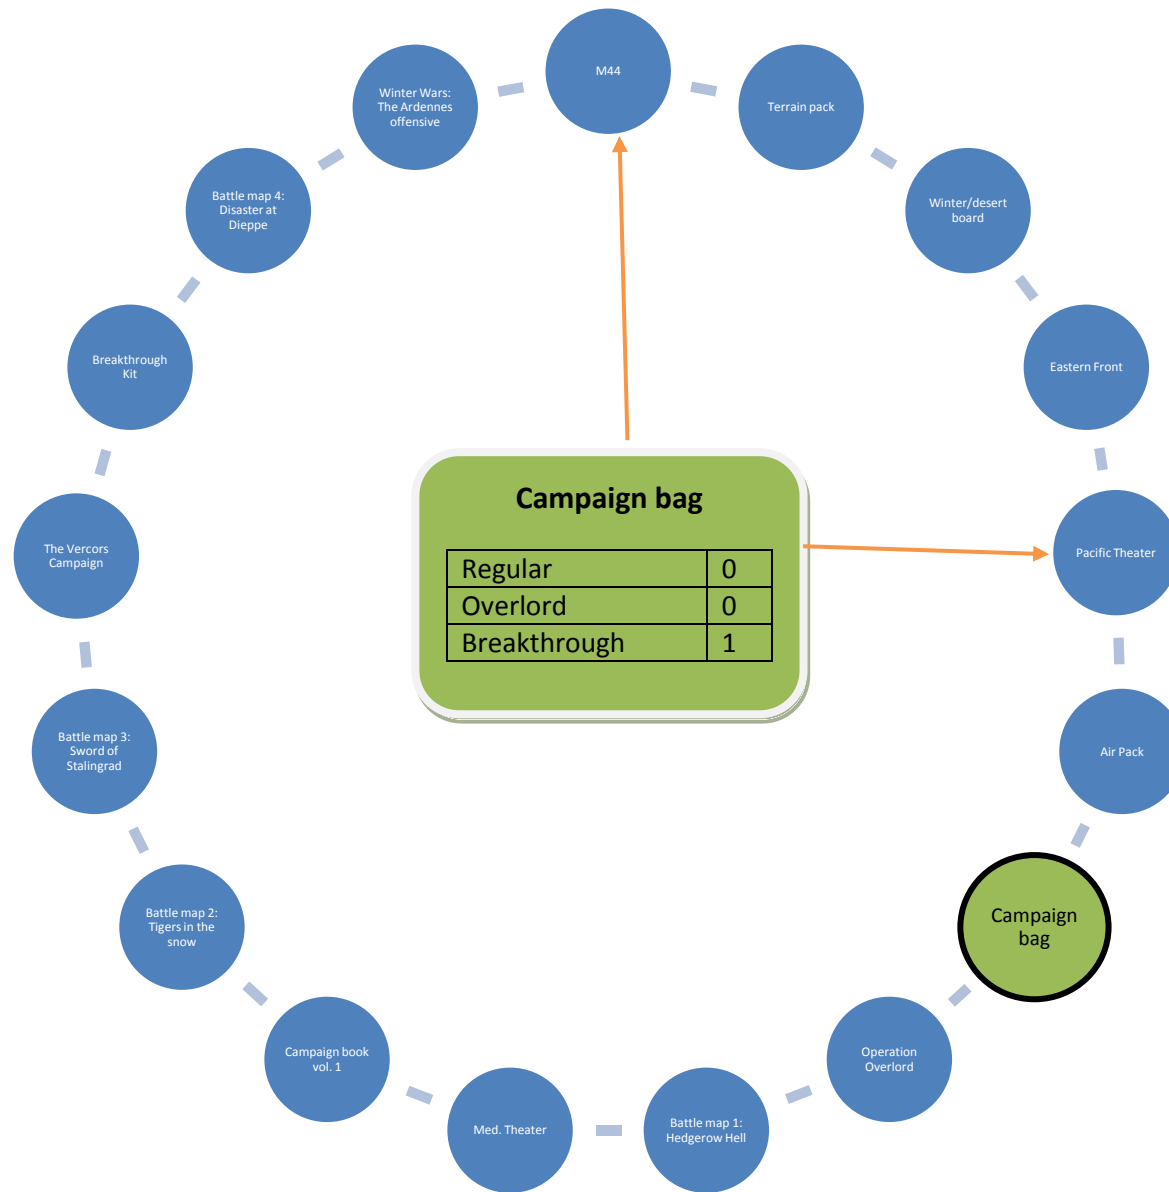 M44
Winter Wars:
The Ardennes
offensive
Terrain pack
Battle map 4:
Disaster at
Dieppe
Winter/desert
board
Breakthrough
Kit
Eastern Front
Campaign bag
Regular 0
Overlord 0
Breakthrough 1
The Vercors
Campaign
Pacific Theater
Battle map 3:
Sword of
Stalingrad
Air Pack
Battle map 2:
Tigers in the
snow
Campaign
bag
Campaign book
vol. 1
Operation
Overlord
Med. Theater
Battle map 1:
Hedgerow Hell